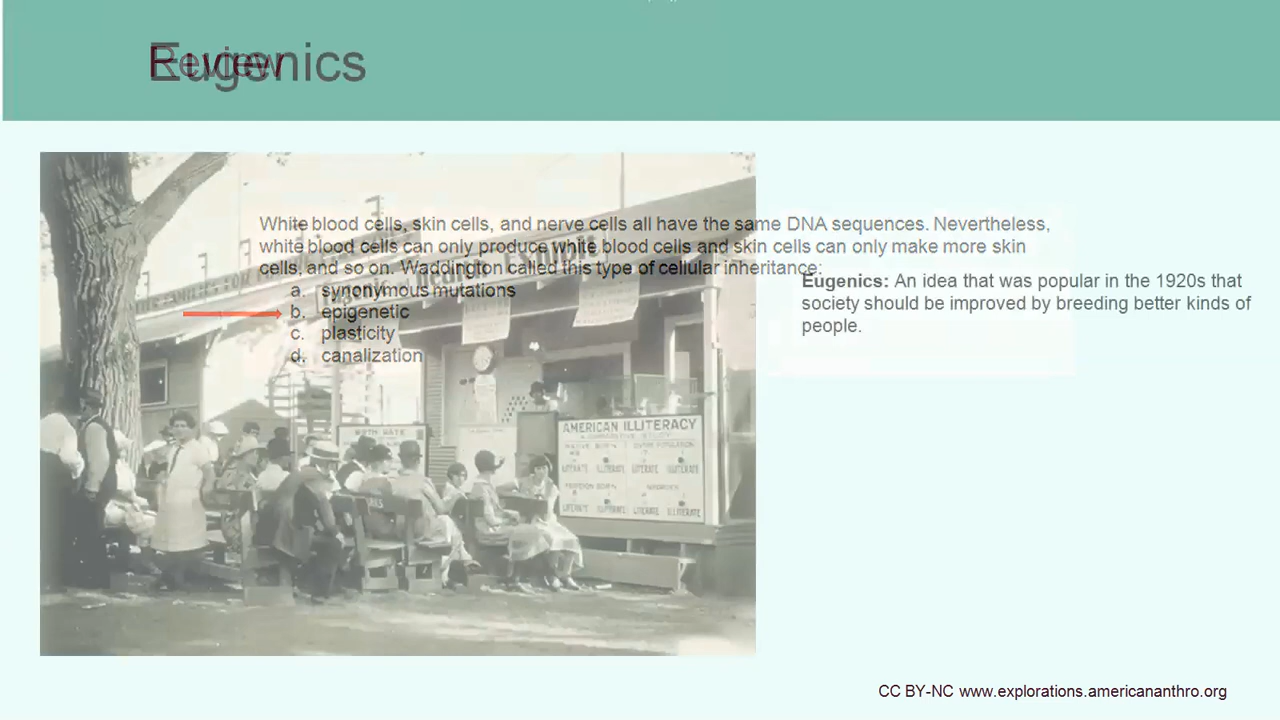 Review
Eugenics
White blood cells, skin cells, and nerve cells all have the same DNA sequences. Nevertheless,
white blood cells can only produce white blood cells and skin cells can only make more skin
cells, and so on. Waddington called this type of cellular inheritance:
a. synonymous mutations
b. epigenetic
c. plasticity
d. canalization
Eugenics: An idea that was popular in the 1920s that
society should be improved by breeding better kinds of
people.
AMERICAN ILLITERACY
CC BY-NC www.explorations.americananthro.org